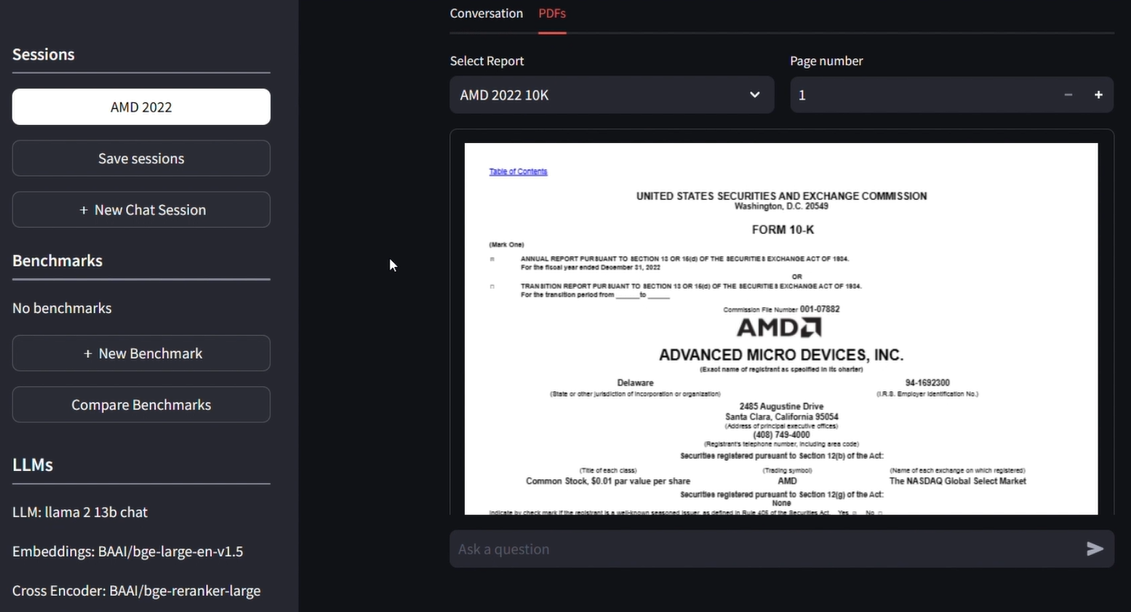 Sessions
AMD 2022
Save sessions
+ New Chat Session
Benchmarks
No benchmarks
+ New Benchmark
Compare Benchmarks
LLMs
LLM: llama 2 13b chat
Embeddings: BAAI/bge-large-en-v1.5
Cross Encoder: BAAI/bge-reranker-large
Conversation PDFs
Select Report Page number
AMD 2022 10K 1 − +
Table of Contents
UNITED STATES SECURITIES AND EXCHANGE COMMISSION
Washington, D.C. 20549
FORM 10-K
(Mark One)
ANNUAL REPORT PURSUANT TO SECTION 13 OR 15(d) OF THE SECURITIES EXCHANGE ACT OF 1934.
For the fiscal year ended December 31, 2022
OR
TRANSITION REPORT PURSUANT TO SECTION 13 OR 15(d) OF THE SECURITIES EXCHANGE ACT OF 1934.
For the transition period from ______to ______
Commission File Number 001-07882
AMD
ADVANCED MICRO DEVICES, INC.
(Exact name of registrant as specified in its charter)
Delaware 94-1692300
(State or other jurisdiction of incorporation or organization) (I.R.S. Employer Identification No.)
2485 Augustine Drive
Santa Clara, California 95054
(Address of principal executive offices)
(408) 749-4000
(Registrant's telephone number, including area code)
Securities registered pursuant to Section 12(b) of the Act:
(Title of each class) (Trading symbol) (Name of each exchange on which registered)
Common Stock, $0.01 par value per share AMD The NASDAQ Global Select Market
Securities registered pursuant to Section 12(g) of the Act:
None
Indicate by check mark if the registrant is a well-known seasoned issuer, as defined in Rule 405 of the Securities Act. Yes No
Ask a question